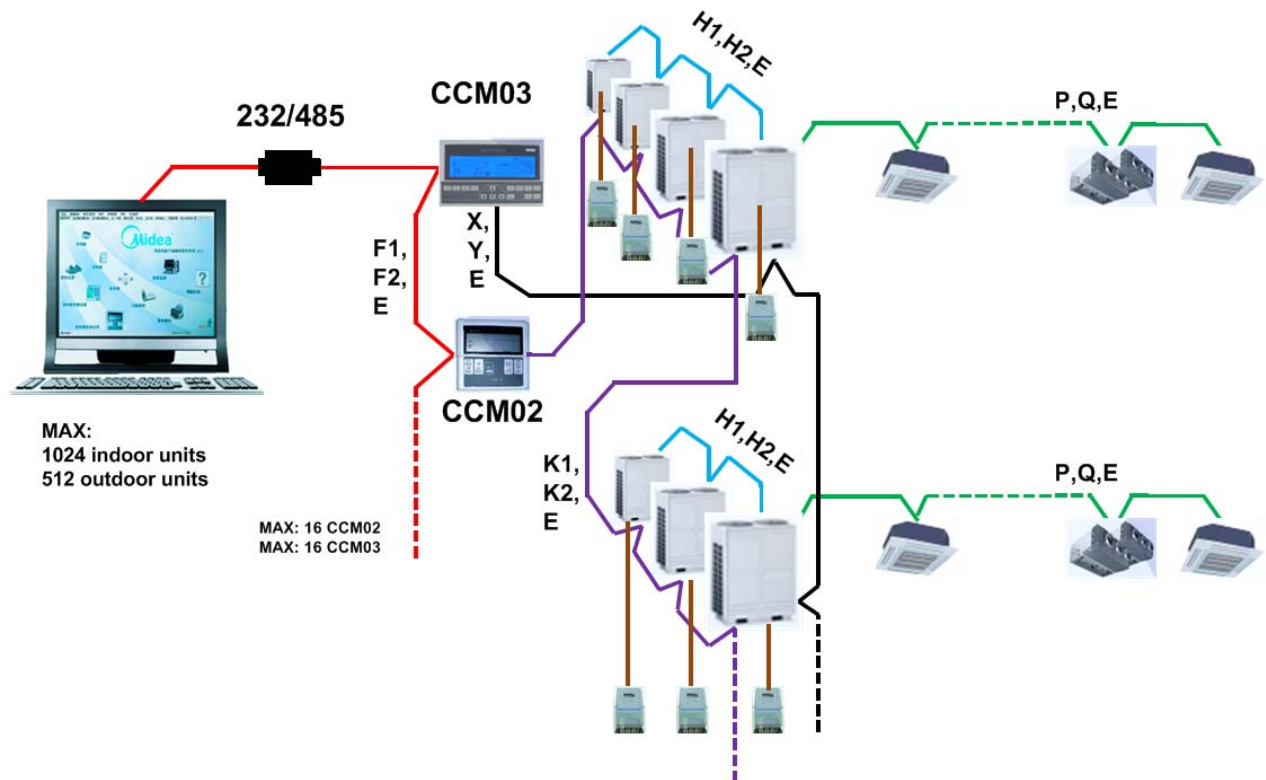 H1,H2,E
CCM03
P,Q,E
232/485
Midea
X,
Y,
E
F1,
F2,
E
CCM02
MAX:
1024 indoor units
512 outdoor units
H1,H2,E
K1,
K2,
E
P,Q,E
MAX: 16 CCM02
MAX: 16 CCM03